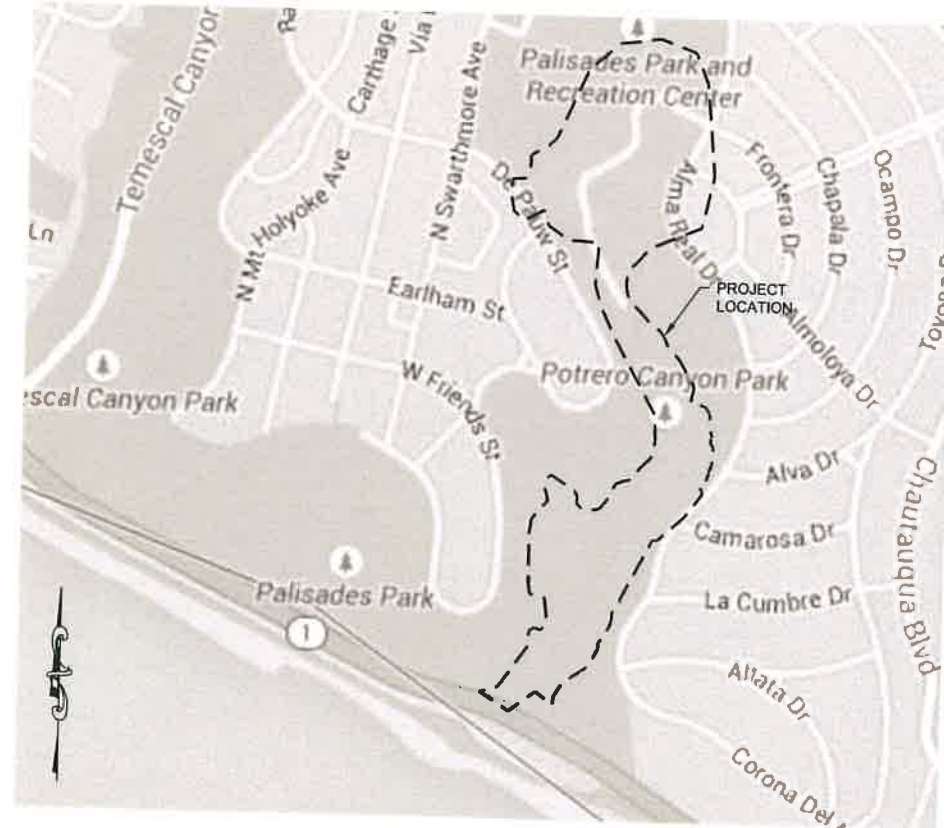 Temescal Canyon
Carthage
Via
N Swarthmore Ave
N Mt Holyoke Ave
Palisades Park and
Recreation Center
De Pauw St
Alma Real Dr
Frontera Dr
Chapala Dr
Ocampo Dr
Ln
Earlham St
PROJECT
LOCATION
Almoloya Dr
escal Canyon Park
W Friends St
Potrero Canyon Park
Alva Dr
Camarosa Dr
Chautauqua Blvd
Palisades Park
La Cumbre Dr
1
Allata Dr
Corona Del